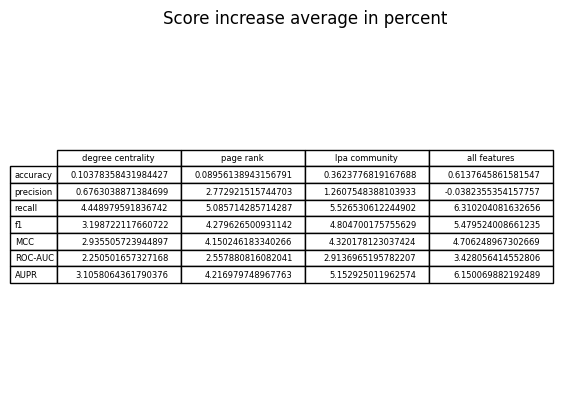 Score increase average in percent
degree centrality page rank lpa community all features
accuracy 0.10378358431984427 0.08956138943156791 0.3623776819167688 0.6137645861581547
precision 0.6763038871384699 2.772921515744703 1.2607548388103933 -0.0382355354157757
recall 4.448979591836742 5.085714285714287 5.526530612244902 6.310204081632656
f1 3.198722117660722 4.279626500931142 4.804700175755629 5.479524008661235
MCC 2.935505723944897 4.150246183340266 4.320178123037424 4.706248967302669
ROC-AUC 2.250501657327168 2.557880816082041 2.9136965195782207 3.428056414552806
AUPR 3.1058064361790376 4.216979748967763 5.152925011962574 6.150069882192489